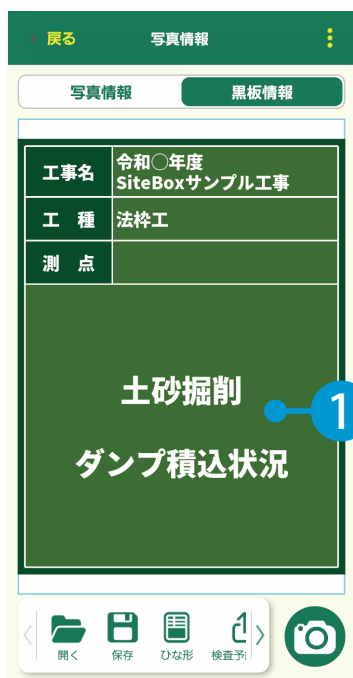 戻る
写真情報
写真情報
黒板情報
工事名
令和○年度
SiteBoxサンプル工事
工 種
法枠工
測 点
土砂掘削
ダンプ積込状況
1
開く
保存
ひな形
検査予